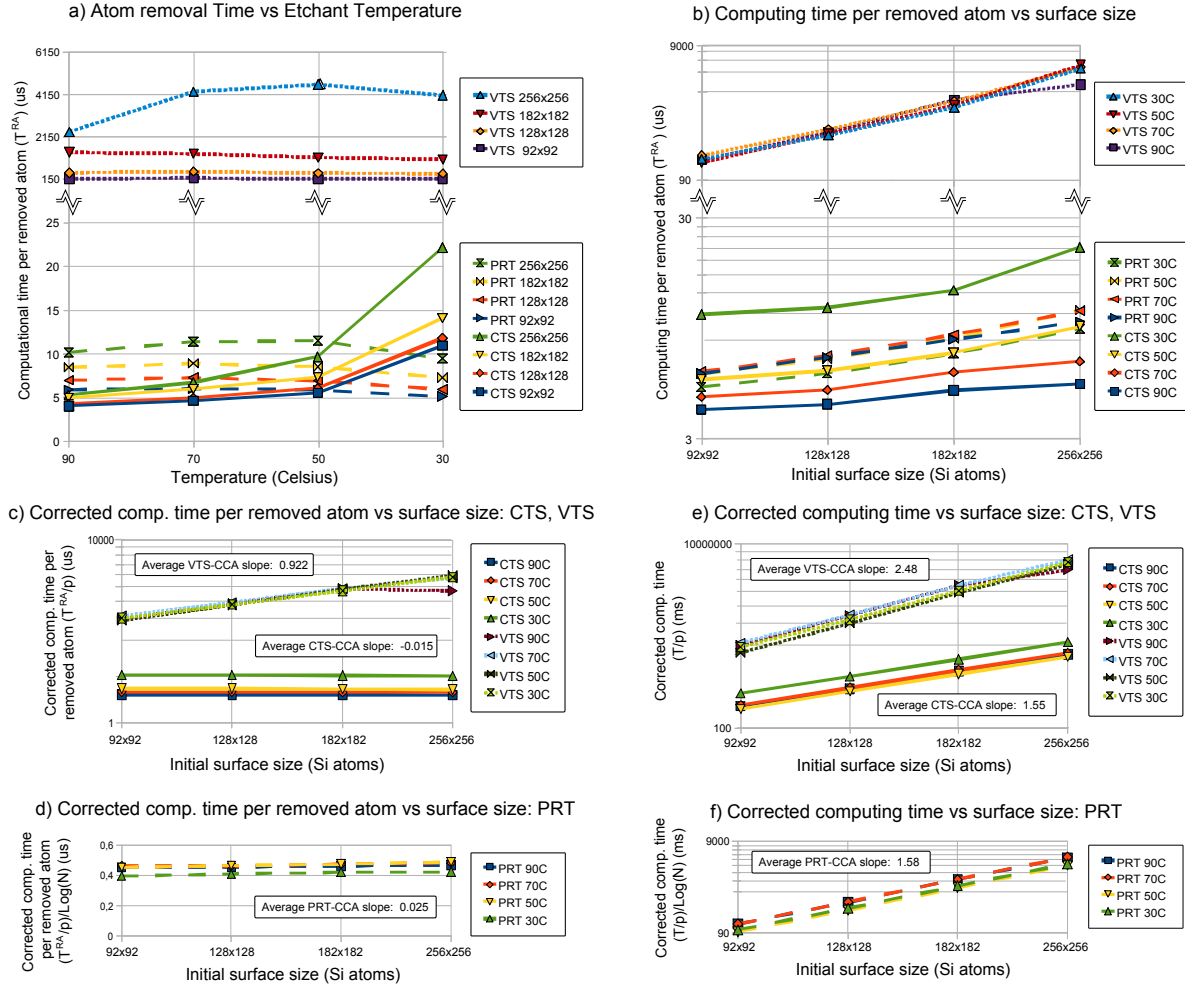 a) Atom removal Time vs Etchant Temperature
Computational time per removed atom (T^RA) (us)
6150
4150
2150
150
25
20
15
10
5
0
90
70
50
30
Temperature (Celsius)
VTS 256x256
VTS 182x182
VTS 128x128
VTS 92x92
PRT 256x256
PRT 182x182
PRT 128x128
PRT 92x92
CTS 256x256
CTS 182x182
CTS 128x128
CTS 92x92
b) Computing time per removed atom vs surface size
Computing time per removed atom (T^RA) (us)
9000
90
30
3
92x92
128x128
182x182
256x256
Initial surface size (Si atoms)
VTS 30C
VTS 50C
VTS 70C
VTS 90C
PRT 30C
PRT 50C
PRT 70C
PRT 90C
CTS 30C
CTS 50C
CTS 70C
CTS 90C
c) Corrected comp. time per removed atom vs surface size: CTS, VTS
Corrected comp. time per
removed atom (T^RA/p) (us)
10000
1
Average VTS-CCA slope: 0.922
Average CTS-CCA slope: -0.015
92x92
128x128
182x182
256x256
Initial surface size (Si atoms)
CTS 90C
CTS 70C
CTS 50C
CTS 30C
VTS 90C
VTS 70C
VTS 50C
VTS 30C
e) Corrected computing time vs surface size: CTS, VTS
Corrected comp. time
(T/p) (ms)
10000000
100
Average VTS-CCA slope: 2.48
Average CTS-CCA slope: 1.55
92x92
128x128
182x182
256x256
Initial surface size (Si atoms)
CTS 90C
CTS 70C
CTS 50C
CTS 30C
VTS 90C
VTS 70C
VTS 50C
VTS 30C
d) Corrected comp. time per removed atom vs surface size: PRT
Corrected comp. time
per removed atom
(T^RA/p)/Log(N) (us)
0,6
0,4
0,2
0
Average PRT-CCA slope: 0.025
92x92
128x128
182x182
256x256
Initial surface size (Si atoms)
PRT 90C
PRT 70C
PRT 50C
PRT 30C
f) Corrected computing time vs surface size: PRT
Corrected comp. time
(T/p)/Log(N) (ms)
9000
90
Average PRT-CCA slope: 1.58
92x92
128x128
182x182
256x256
Initial surface size (Si atoms)
PRT 90C
PRT 70C
PRT 50C
PRT 30C